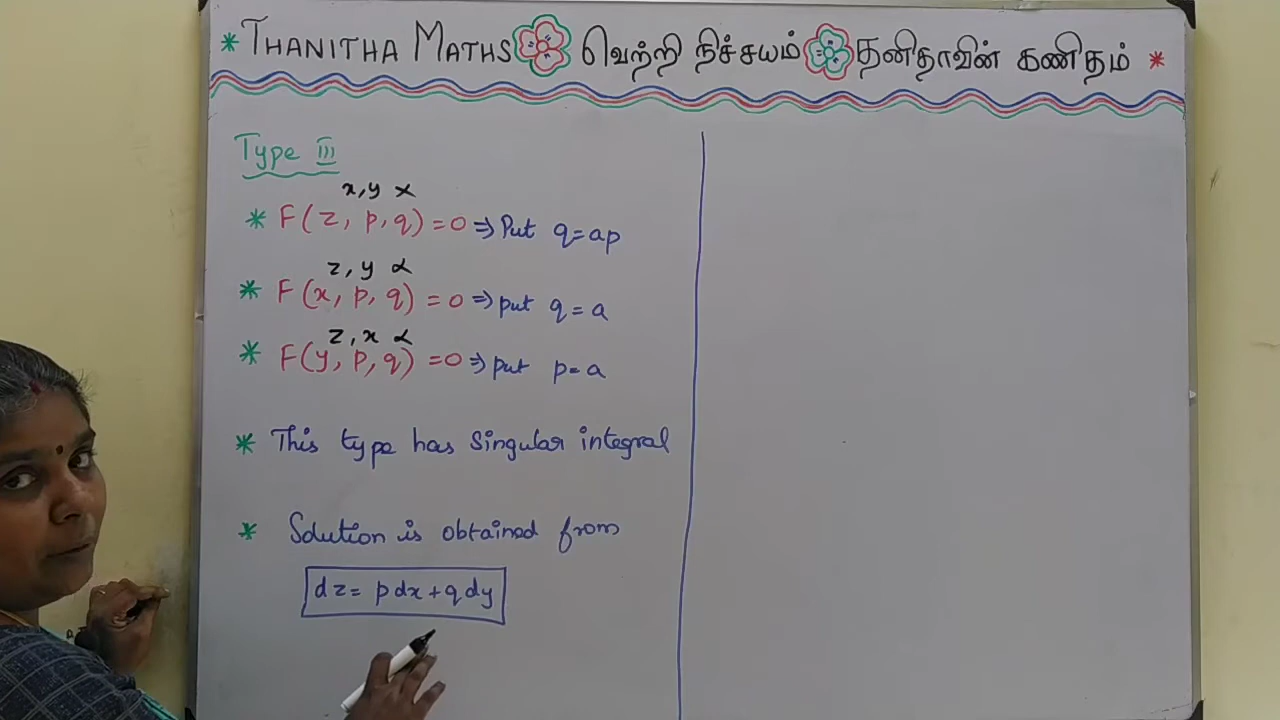 * THANITHA MATHS வெற்றி நிச்சயம் தனிதாவின் கணிதம் *
Type III
x, y ×
* F(z, p, q) = 0 ⇒ Put q = ap
z, y ×
* F(x, p, q) = 0 ⇒ put q = a
z, x ×
* F(y, p, q) = 0 ⇒ put p = a
* This type has Singular integral
* Solution is obtained from
dz = pdx + qdy